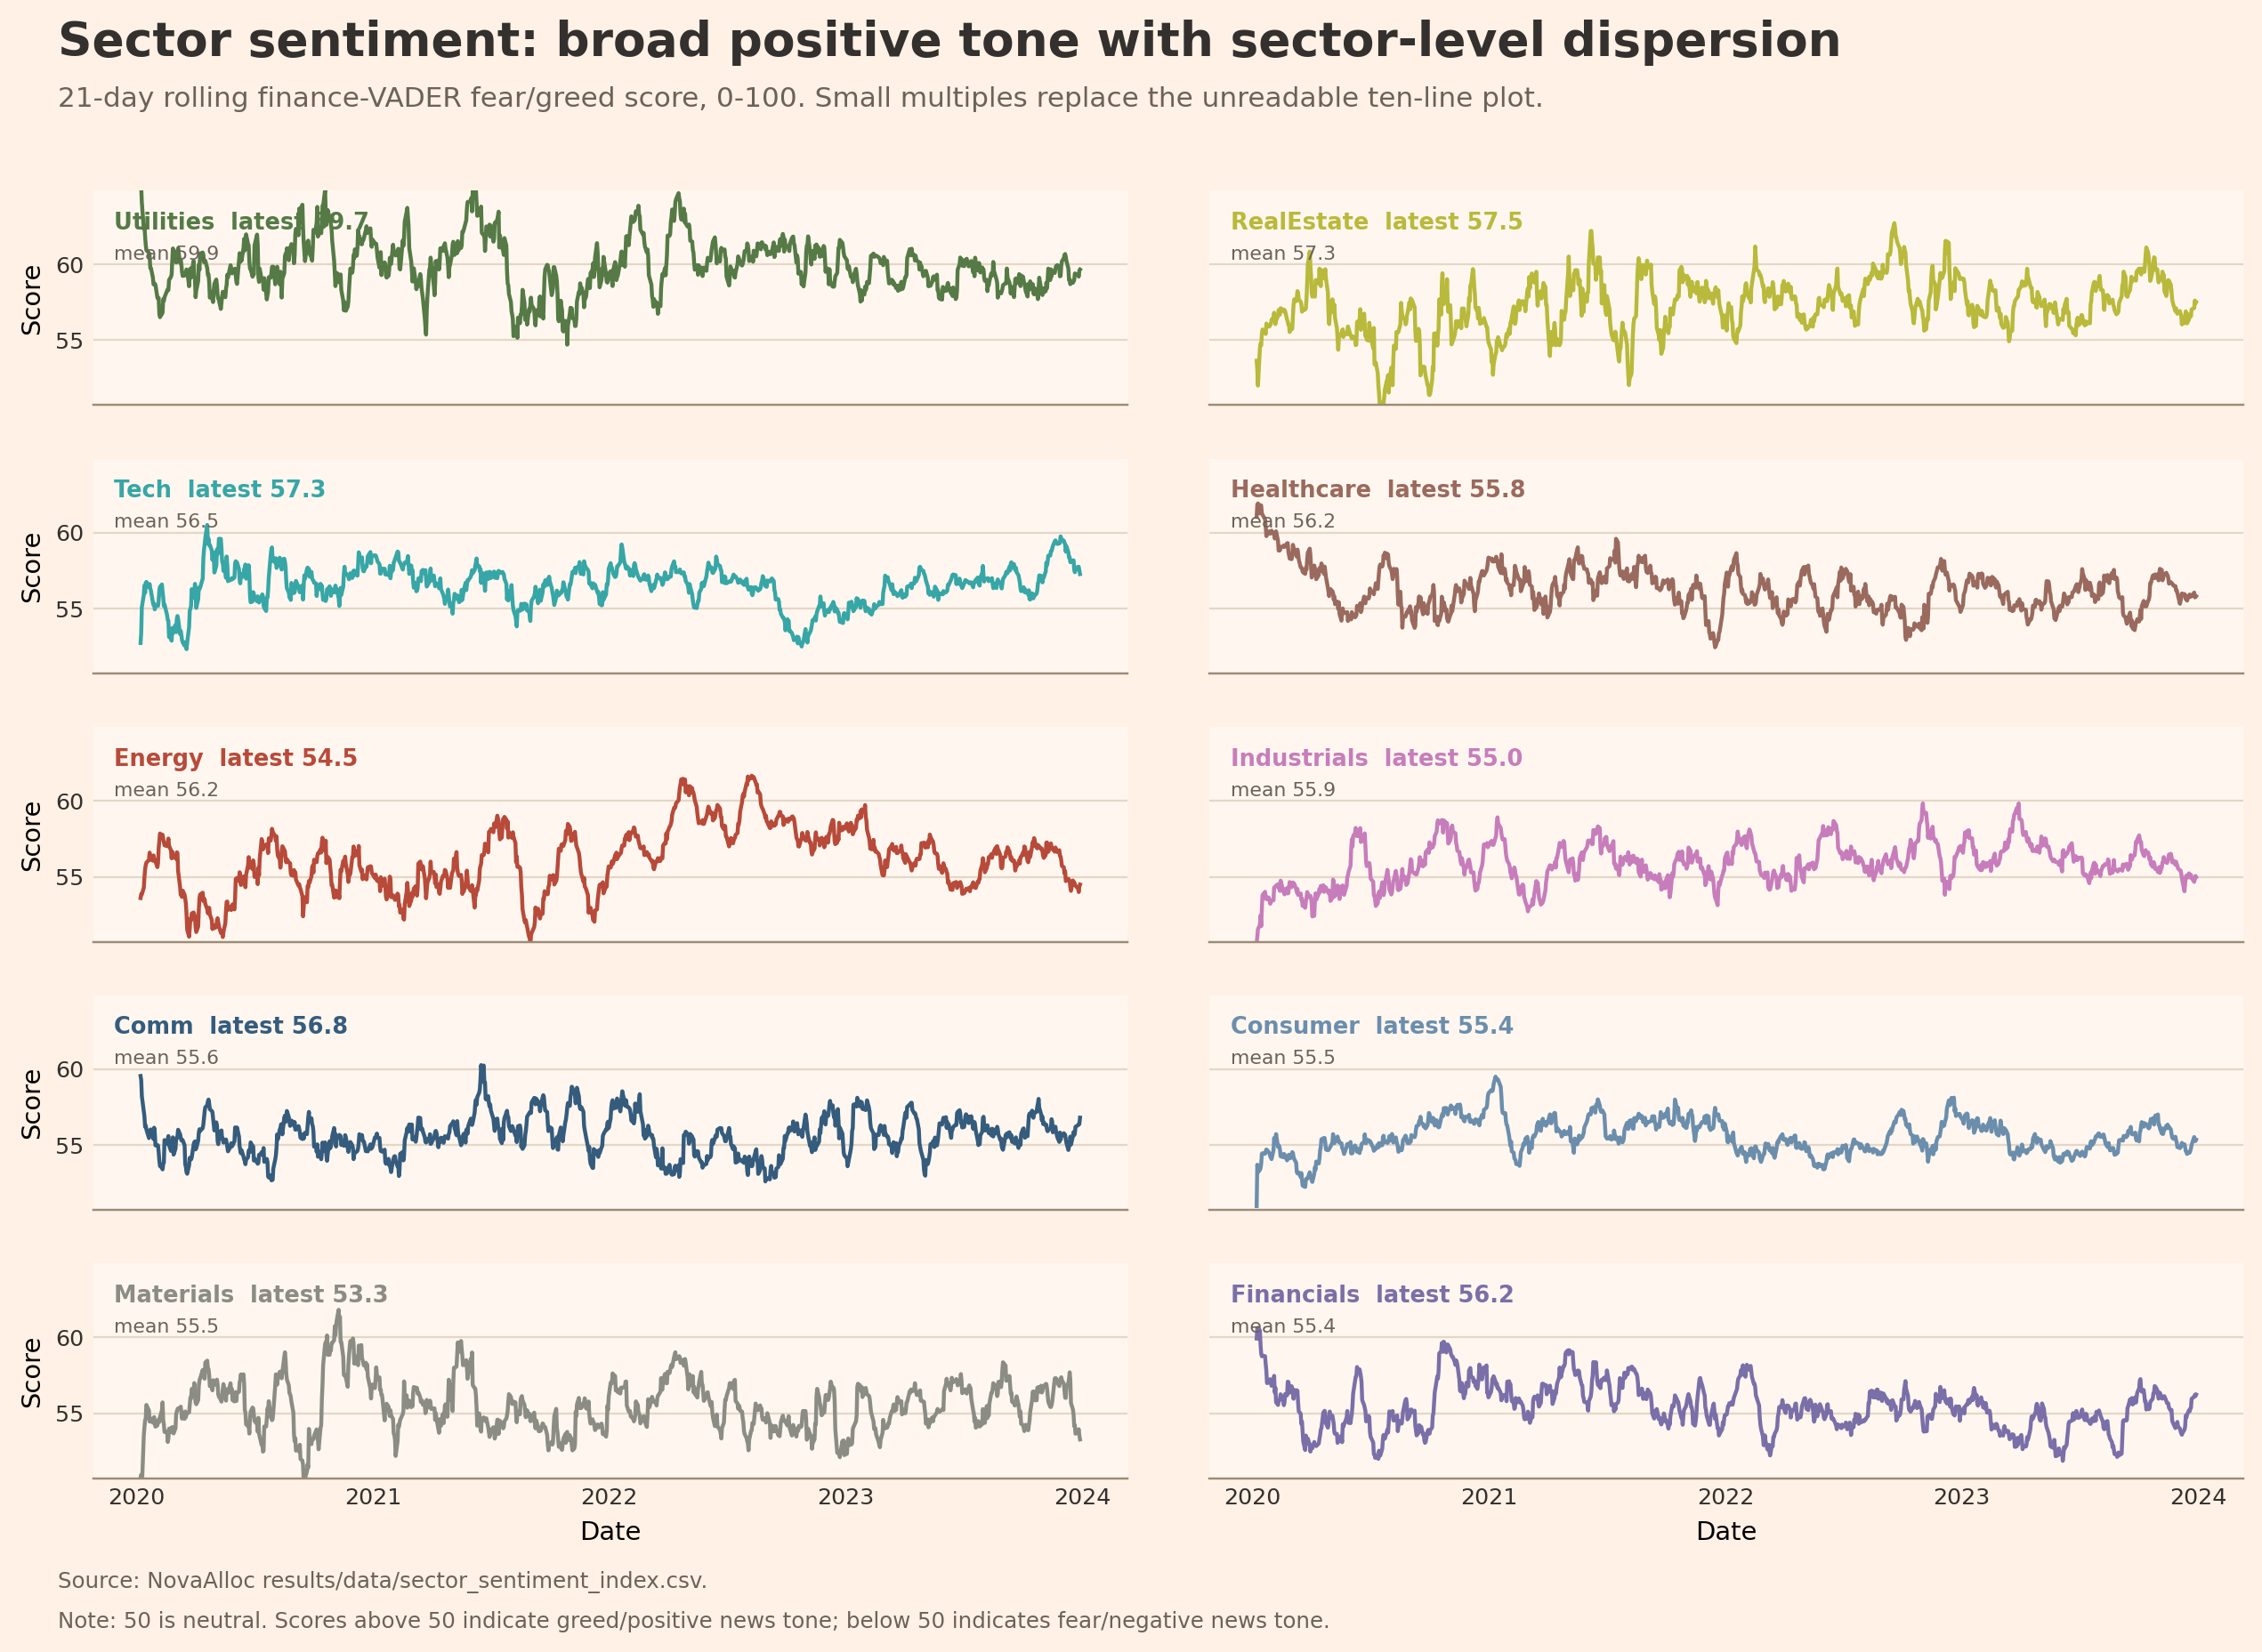 Sector sentiment: broad positive tone with sector-level dispersion
21-day rolling finance-VADER fear/greed score, 0-100. Small multiples replace the unreadable ten-line plot.
Utilities  latest 59.7
mean 59.9
Score
60
55
RealEstate  latest 57.5
mean 57.3
Tech  latest 57.3
mean 56.5
Score
60
55
Healthcare  latest 55.8
mean 56.2
Energy  latest 54.5
mean 56.2
Score
60
55
Industrials  latest 55.0
mean 55.9
Comm  latest 56.8
mean 55.6
Score
60
55
Consumer  latest 55.4
mean 55.5
Materials  latest 53.3
mean 55.5
Score
60
55
Financials  latest 56.2
mean 55.4
2020 2021 2022 2023 2024
Date
2020 2021 2022 2023 2024
Date
Source: NovaAlloc results/data/sector_sentiment_index.csv.
Note: 50 is neutral. Scores above 50 indicate greed/positive news tone; below 50 indicates fear/negative news tone.